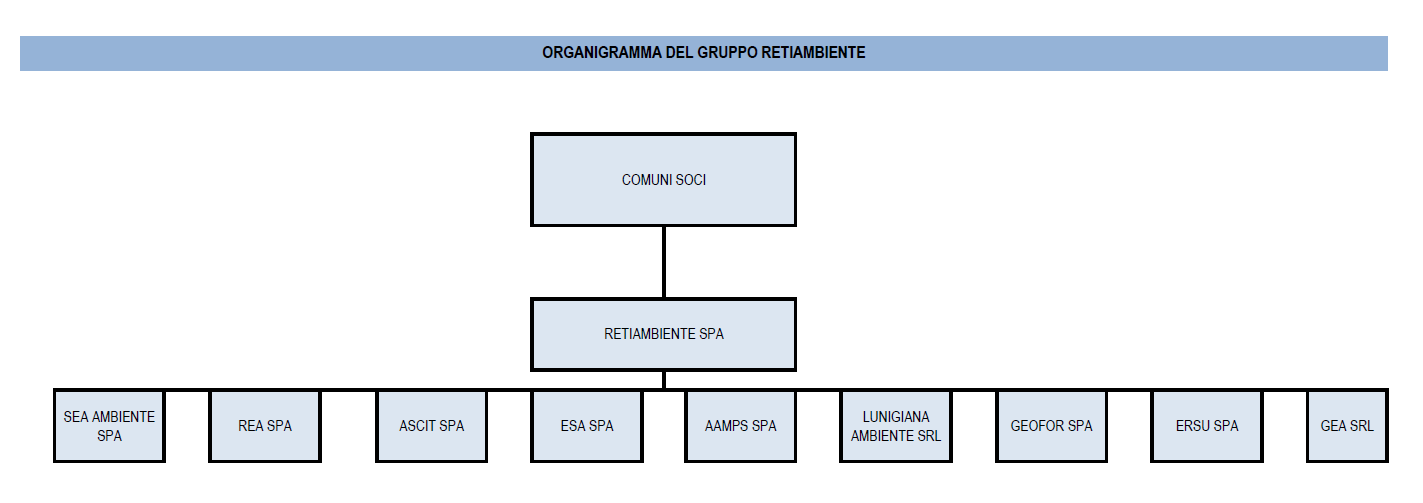 ORGANIGRAMMA DEL GRUPPO RETIAMBIENTE
COMUNI SOCI
RETIAMBIENTE SPA
SEA AMBIENTE
SPA
REA SPA
ASCIT SPA
ESA SPA
AAMPS SPA
LUNIGIANA
AMBIENTE SRL
GEOFOR SPA
ERSU SPA
GEA SRL